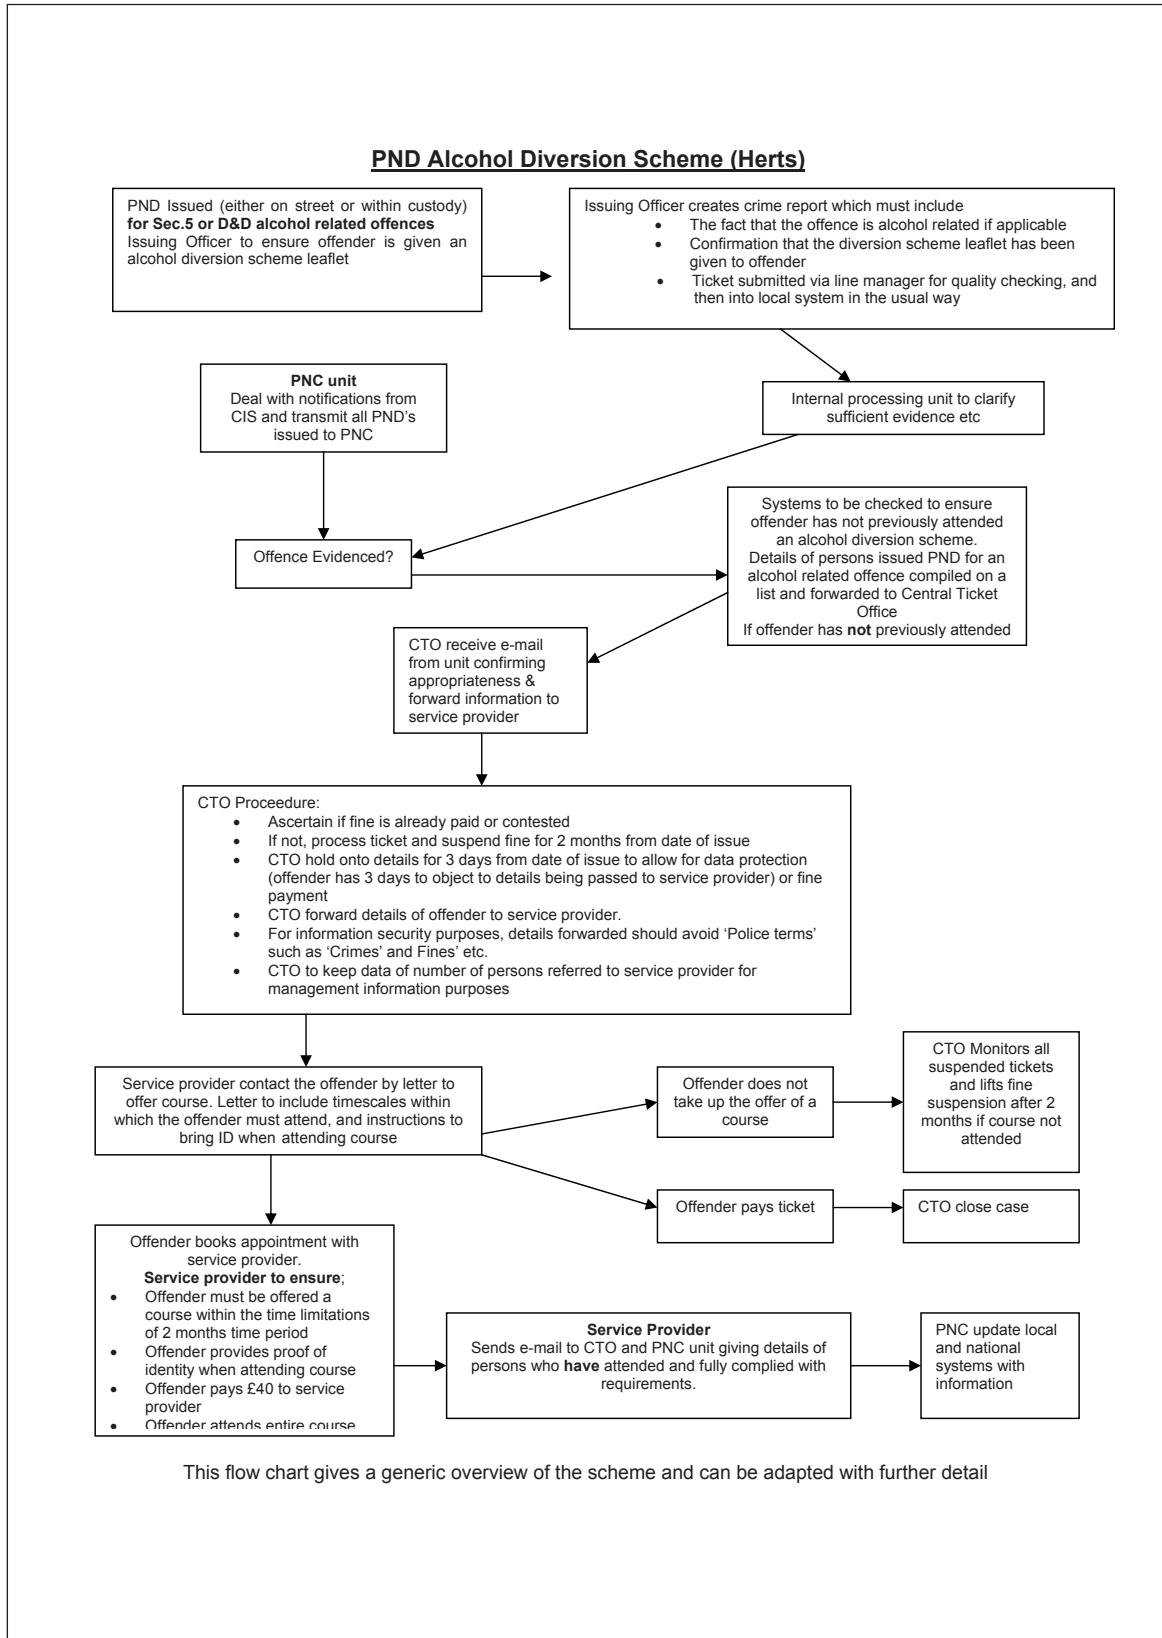 PND Alcohol Diversion Scheme (Herts)
PND Issued (either on street or within custody)
for Sec.5 or D&D alcohol related offences
Issuing Officer to ensure offender is given an
alcohol diversion scheme leaflet
Issuing Officer creates crime report which must include
• The fact that the offence is alcohol related if applicable
• Confirmation that the diversion scheme leaflet has been
given to offender
• Ticket submitted via line manager for quality checking, and
then into local system in the usual way
PNC unit
Deal with notifications from
CIS and transmit all PND's
issued to PNC
Internal processing unit to clarify
sufficient evidence etc
Offence Evidenced?
Systems to be checked to ensure
offender has not previously attended
an alcohol diversion scheme.
Details of persons issued PND for an
alcohol related offence compiled on a
list and forwarded to Central Ticket
Office
If offender has not previously attended
CTO receive e-mail
from unit confirming
appropriateness &
forward information to
service provider
CTO Proceedure:
• Ascertain if fine is already paid or contested
• If not, process ticket and suspend fine for 2 months from date of issue
• CTO hold onto details for 3 days from date of issue to allow for data protection
(offender has 3 days to object to details being passed to service provider) or fine
payment
• CTO forward details of offender to service provider.
• For information security purposes, details forwarded should avoid ‘Police terms’
such as ‘Crimes’ and Fines’ etc.
• CTO to keep data of number of persons referred to service provider for
management information purposes
Service provider contact the offender by letter to
offer course. Letter to include timescales within
which the offender must attend, and instructions to
bring ID when attending course
Offender does not
take up the offer of a
course
CTO Monitors all
suspended tickets
and lifts fine
suspension after 2
months if course not
attended
Offender pays ticket
CTO close case
Offender books appointment with
service provider.
Service provider to ensure;
• Offender must be offered a
course within the time limitations
of 2 months time period
• Offender provides proof of
identity when attending course
• Offender pays £40 to service
provider
• Offender attends entire course
Service Provider
Sends e-mail to CTO and PNC unit giving details of
persons who have attended and fully complied with
requirements.
PNC update local
and national
systems with
information
This flow chart gives a generic overview of the scheme and can be adapted with further detail